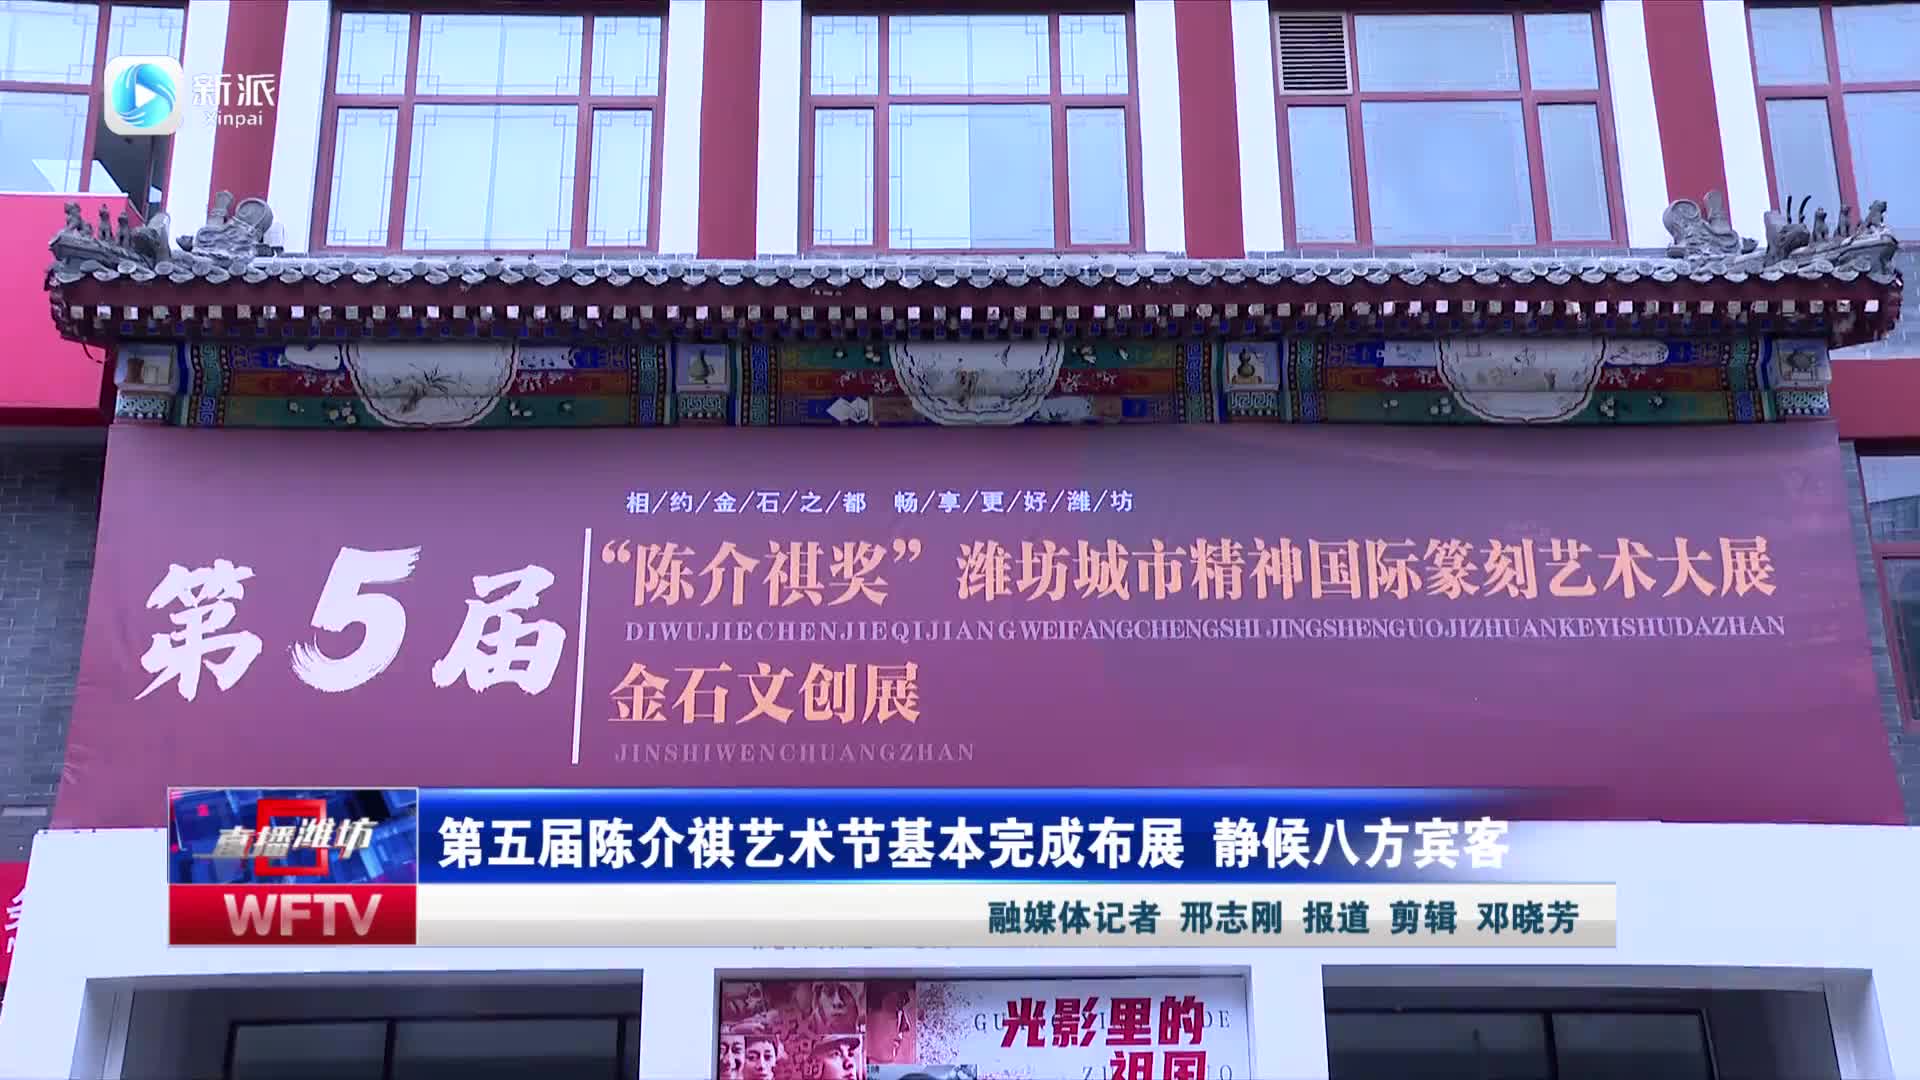 新派
Xinpai
相/约/金/石/之/都 畅/享/更/好/潍/坊
第5届
“陈介祺奖” 潍坊城市精神国际篆刻艺术大展
DIWUJIECHENJIEQIJIANGWEIFANGCHENGSHIJINGSHENGUOJIZHUANKEYISHUDAZHAN
金石文创展
JINSHIWENCHUANGZHAN
直播潍坊
第五届陈介祺艺术节基本完成布展 静候八方宾客
WFTV
融媒体记者 邢志刚 报道 剪辑 邓晓芳
光影里的
祖国